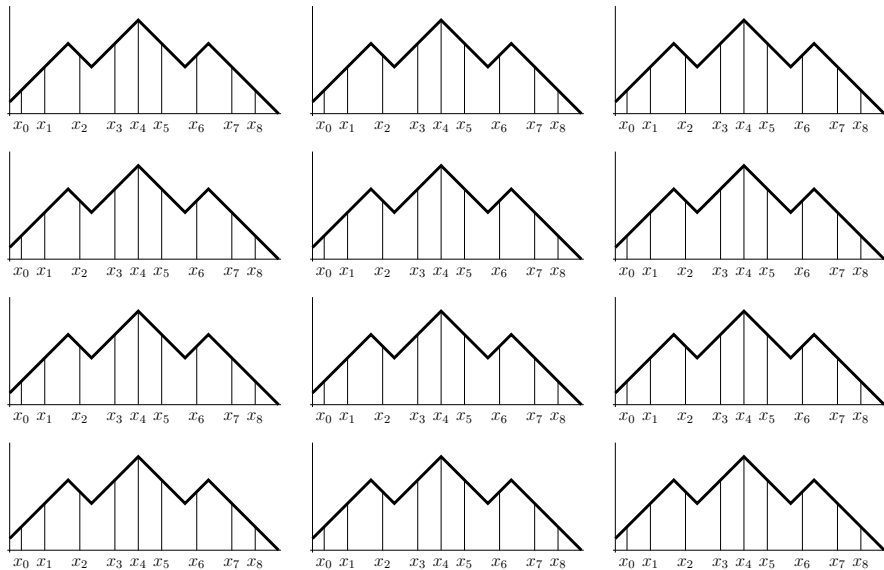 x₀ x₁ x₂ x₃ x₄ x₅ x₆ x₇ x₈ x₀ x₁ x₂ x₃ x₄ x₅ x₆ x₇ x₈ x₀ x₁ x₂ x₃ x₄ x₅ x₆ x₇ x₈
x₀ x₁ x₂ x₃ x₄ x₅ x₆ x₇ x₈ x₀ x₁ x₂ x₃ x₄ x₅ x₆ x₇ x₈ x₀ x₁ x₂ x₃ x₄ x₅ x₆ x₇ x₈
x₀ x₁ x₂ x₃ x₄ x₅ x₆ x₇ x₈ x₀ x₁ x₂ x₃ x₄ x₅ x₆ x₇ x₈ x₀ x₁ x₂ x₃ x₄ x₅ x₆ x₇ x₈
x₀ x₁ x₂ x₃ x₄ x₅ x₆ x₇ x₈ x₀ x₁ x₂ x₃ x₄ x₅ x₆ x₇ x₈ x₀ x₁ x₂ x₃ x₄ x₅ x₆ x₇ x₈